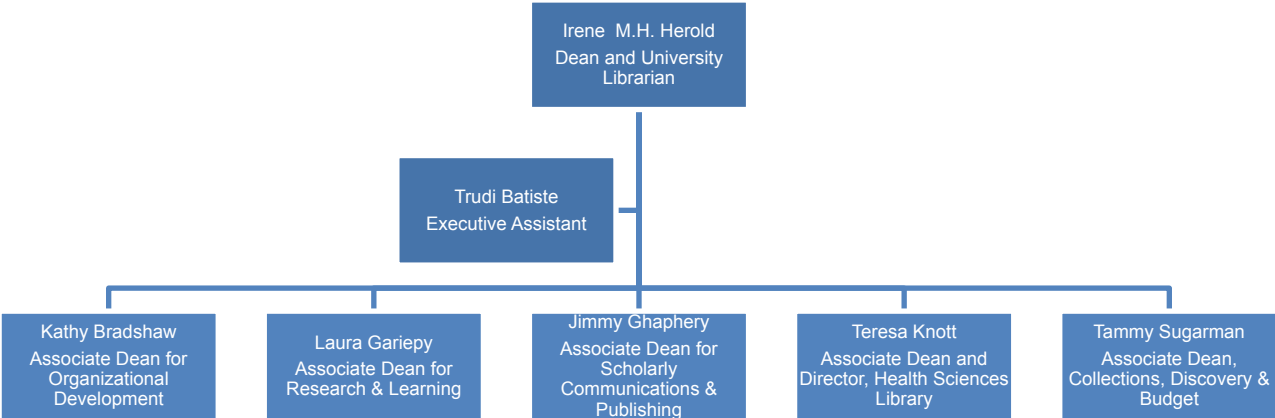 Irene M.H. Herold
Dean and University
Librarian
Trudi Batiste
Executive Assistant
Kathy Bradshaw
Associate Dean for
Organizational
Development
Laura Gariepy
Associate Dean for
Research & Learning
Jimmy Ghaphery
Associate Dean for
Scholarly
Communications &
Publishing
Teresa Knott
Associate Dean and
Director, Health Sciences
Library
Tammy Sugarman
Associate Dean,
Collections, Discovery &
Budget